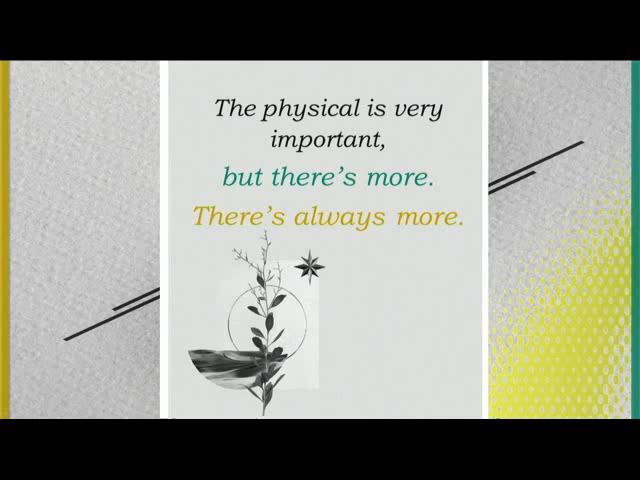 The physical is very
important,
but there's more.
There's always more.